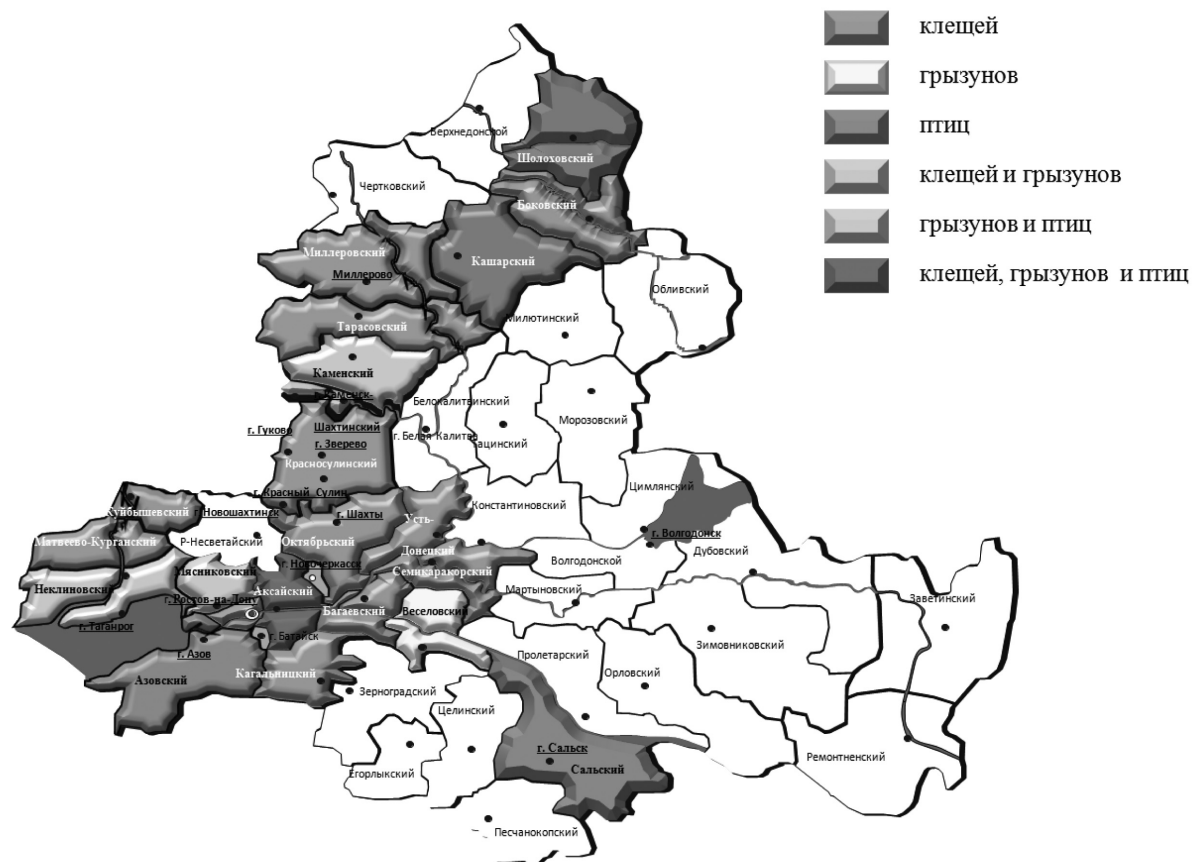 клещей
грызунов
птиц
клещей и грызунов
грызунов и птиц
клещей, грызунов и птиц
Верхнедонской
Шолоховский
Чертковский
Боковский
Миллеровский
Миллерово
Кашарский
Обливский
Тарасовский
Милютинский
Каменский
г. Каменск-
Шахтинский
Белокалитвинский
г. Белая Калитва
Тацинский
Морозовский
г. Гуково
г. Зверево
Красносулинский
г. Красный Сулин
Цимлянский
г. Волгодонск
Константиновский
Куйбышевский
г. Новошахтинск
г. Шахты
Усть-
Донецкий
Матвеево-Курганский
Р-Несветайский
Октябрьский
г. Новочеркасск
Семикаракорский
Волгодонской
Дубовский
Мясниковский
Неклиновский
г. Ростов-на-Дону
Аксайский
Багаевский
Веселовский
Мартыновский
Заветинский
г. Таганрог
г. Батайск
г. Азов
Азовский
Кагальницкий
Зерноградский
Пролетарский
Орловский
Зимовниковский
Целинский
Егорлыкский
г. Сальск
Сальский
Ремонтненский
Песчанокопский